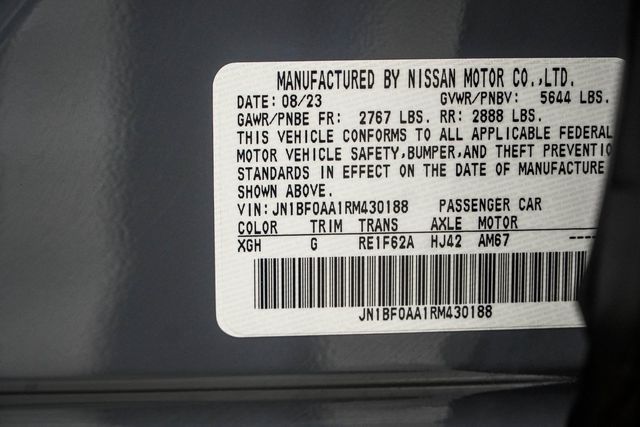 MANUFACTURED BY NISSAN MOTOR CO.,LTD.
DATE: 08/23 GVWR/PNBV: 5644 LBS.
GAWR/PNBE FR: 2767 LBS. RR: 2888 LBS.
THIS VEHICLE CONFORMS TO ALL APPLICABLE FEDERAL
MOTOR VEHICLE SAFETY,BUMPER,AND THEFT PREVENTIO
STANDARDS IN EFFECT ON THE DATE OF MANUFACTURE
SHOWN ABOVE.
VIN: JN1BF0AA1RM430188 PASSENGER CAR
COLOR TRIM TRANS AXLE MOTOR
XGH G RE1F62A HJ42 AM67 ----
JN1BF0AA1RM430188